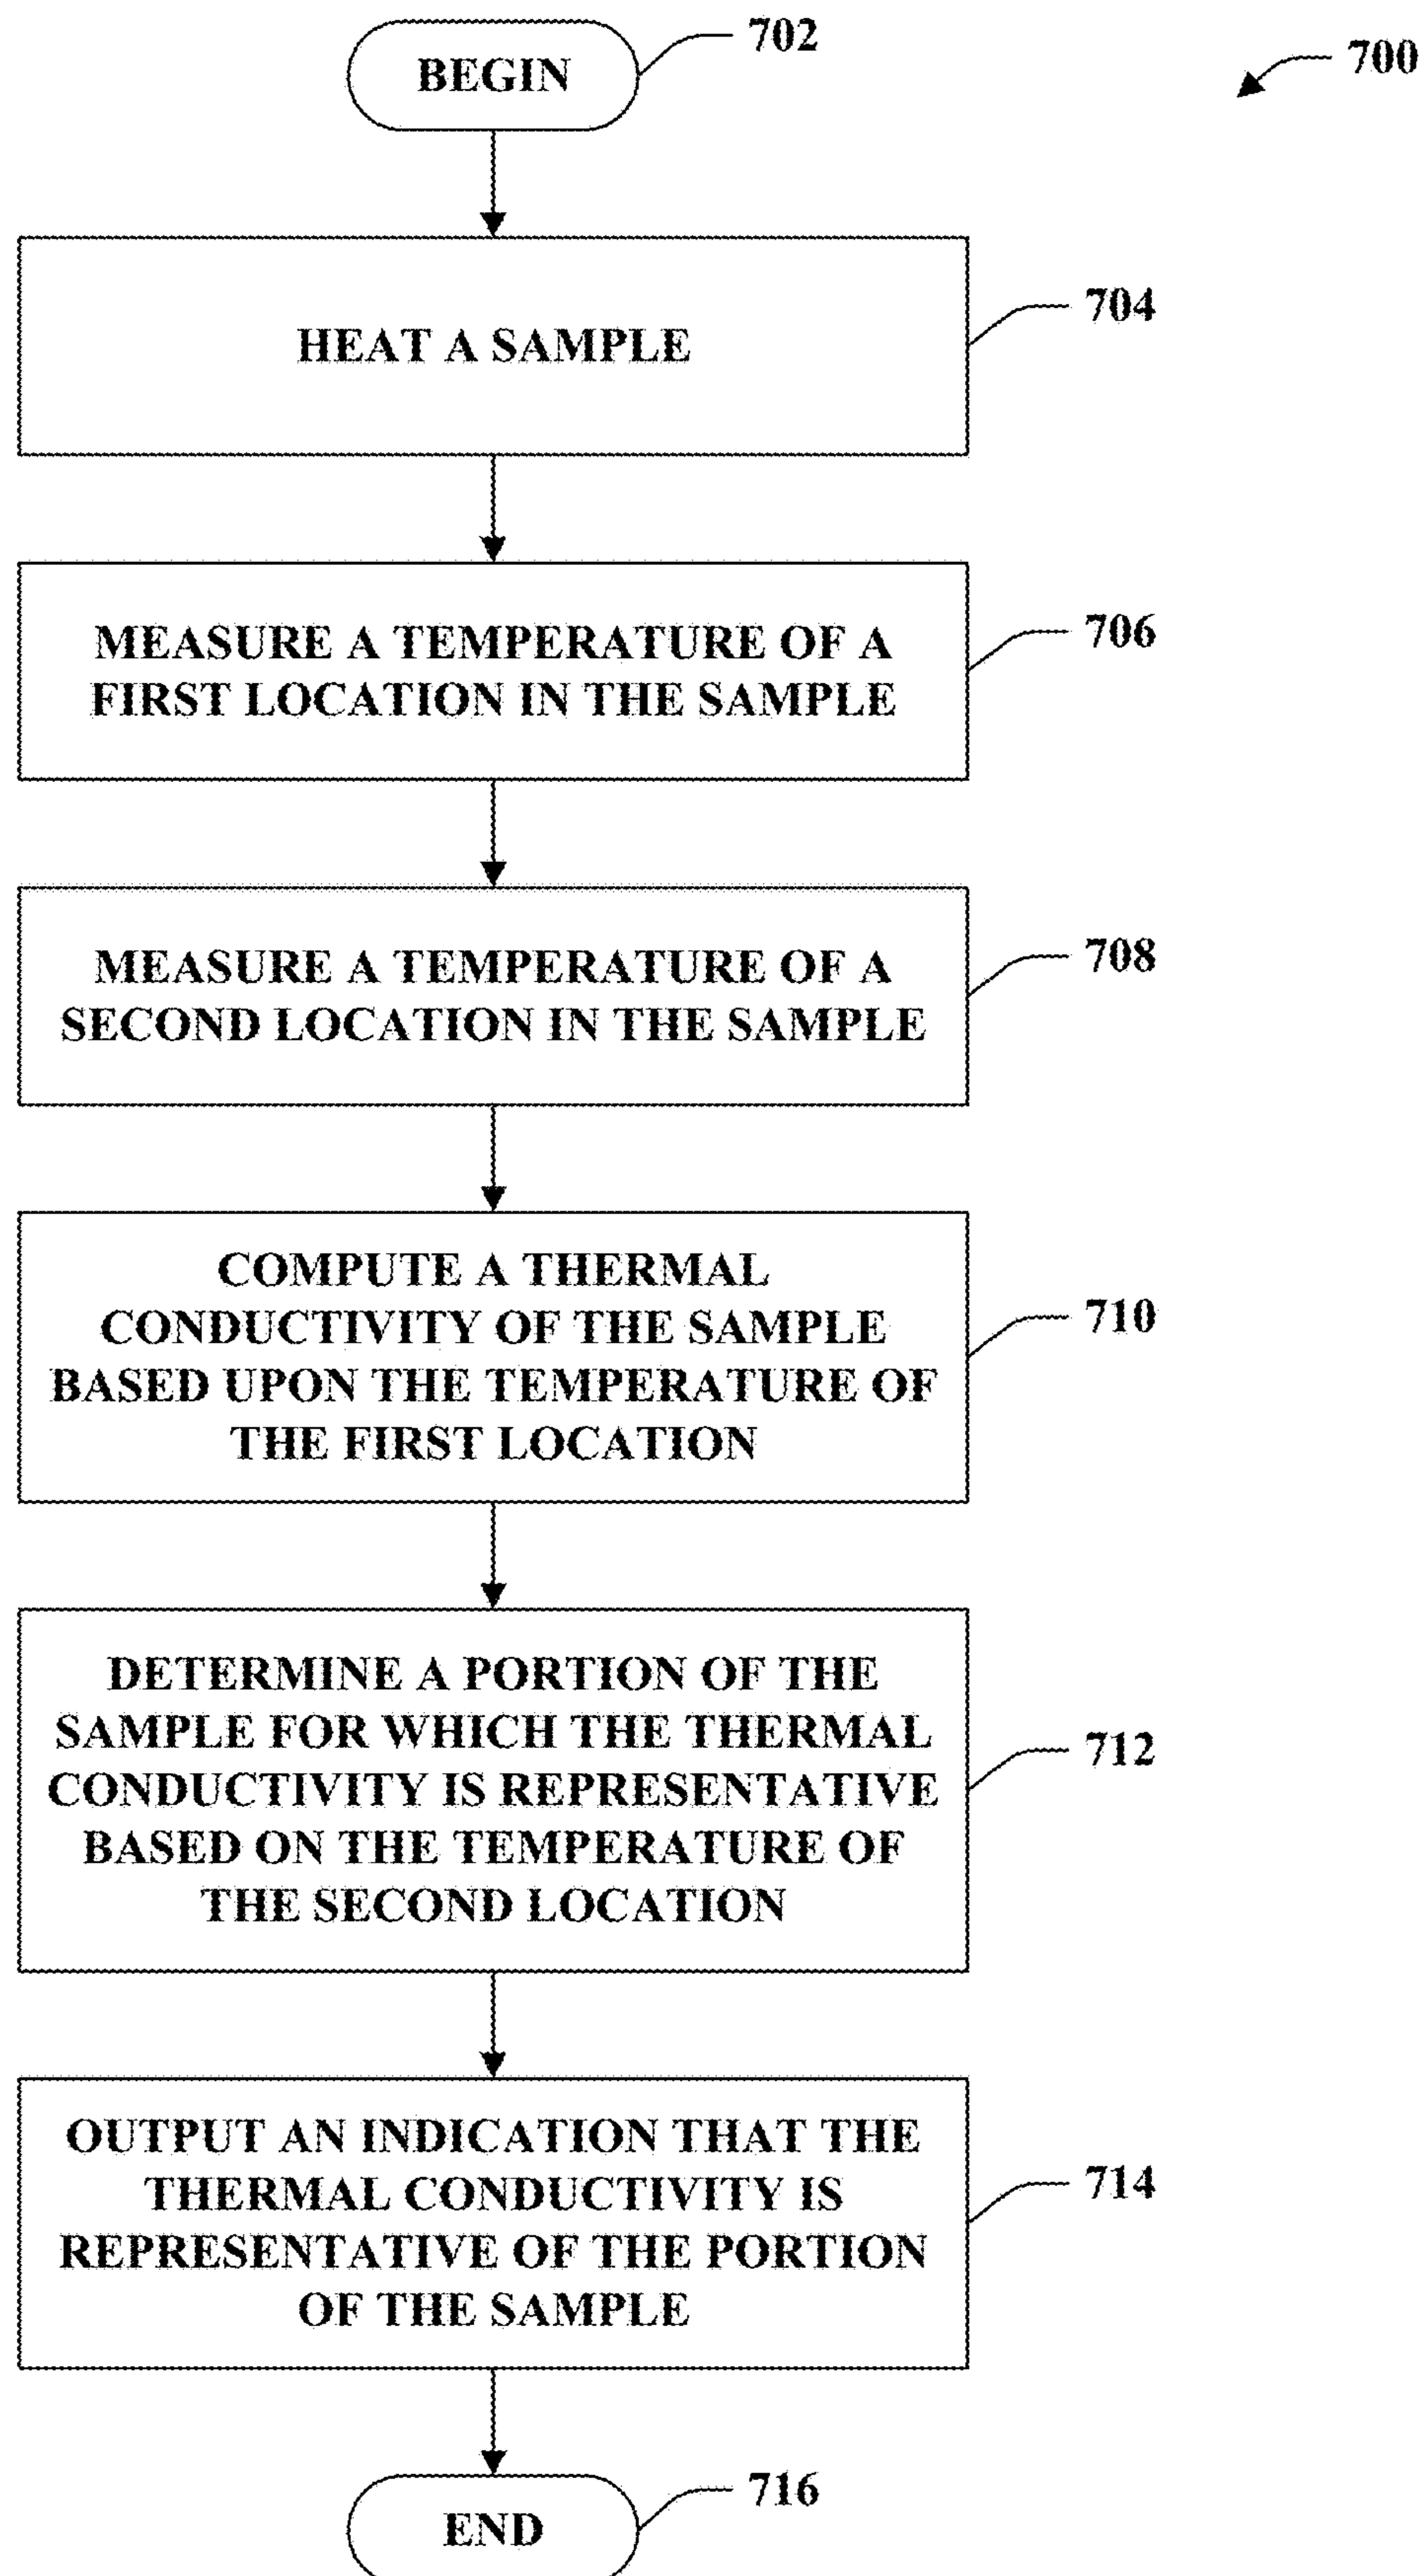 BEGIN
702
700
HEAT A SAMPLE
704
MEASURE A TEMPERATURE OF A
FIRST LOCATION IN THE SAMPLE
706
MEASURE A TEMPERATURE OF A
SECOND LOCATION IN THE SAMPLE
708
COMPUTE A THERMAL
CONDUCTIVITY OF THE SAMPLE
BASED UPON THE TEMPERATURE OF
THE FIRST LOCATION
710
DETERMINE A PORTION OF THE
SAMPLE FOR WHICH THE THERMAL
CONDUCTIVITY IS REPRESENTATIVE
BASED ON THE TEMPERATURE OF
THE SECOND LOCATION
712
OUTPUT AN INDICATION THAT THE
THERMAL CONDUCTIVITY IS
REPRESENTATIVE OF THE PORTION
OF THE SAMPLE
714
END
716